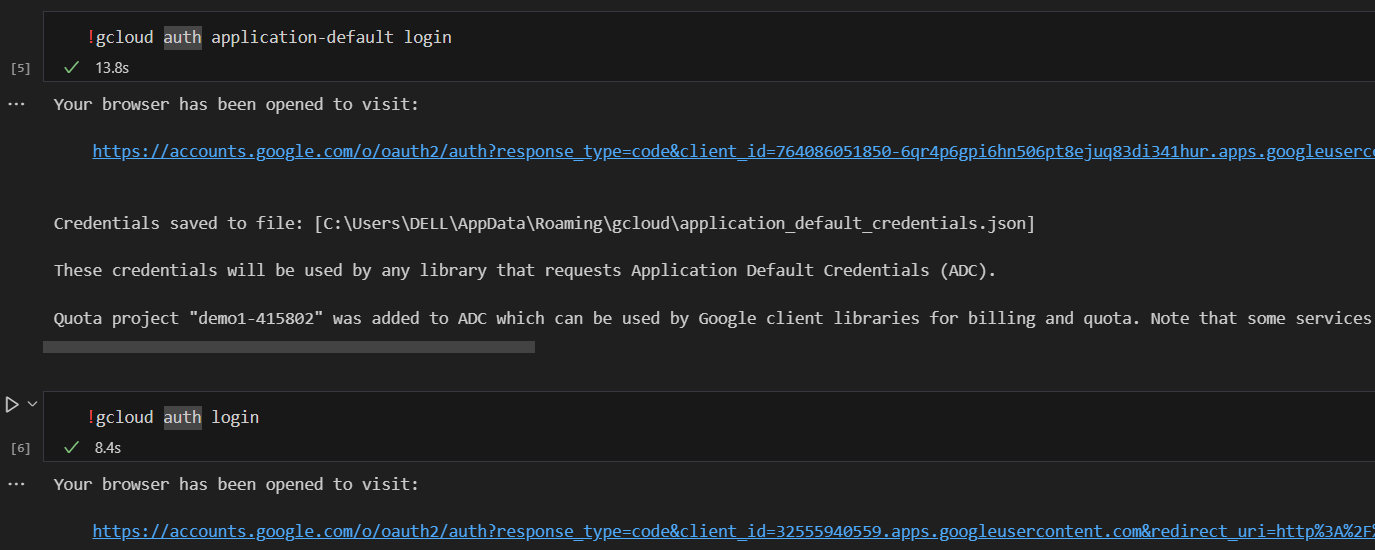 !gcloud auth application-default login
[5]
13.8s
Your browser has been opened to visit:
https://accounts.google.com/o/oauth2/auth?response_type=code&client_id=764086051850-6qr4p6gpi6hn506pt8ejuq83di341hur.apps.googleuserc
Credentials saved to file: [C:\Users\DELL\AppData\Roaming\gcloud\application_default_credentials.json]
These credentials will be used by any library that requests Application Default Credentials (ADC).
Quota project "demo1-415802" was added to ADC which can be used by Google client libraries for billing and quota. Note that some services
!gcloud auth login
[6]
8.4s
Your browser has been opened to visit:
https://accounts.google.com/o/oauth2/auth?response_type=code&client_id=32555940559.apps.googleusercontent.com&redirect_uri=http%3A%2F%